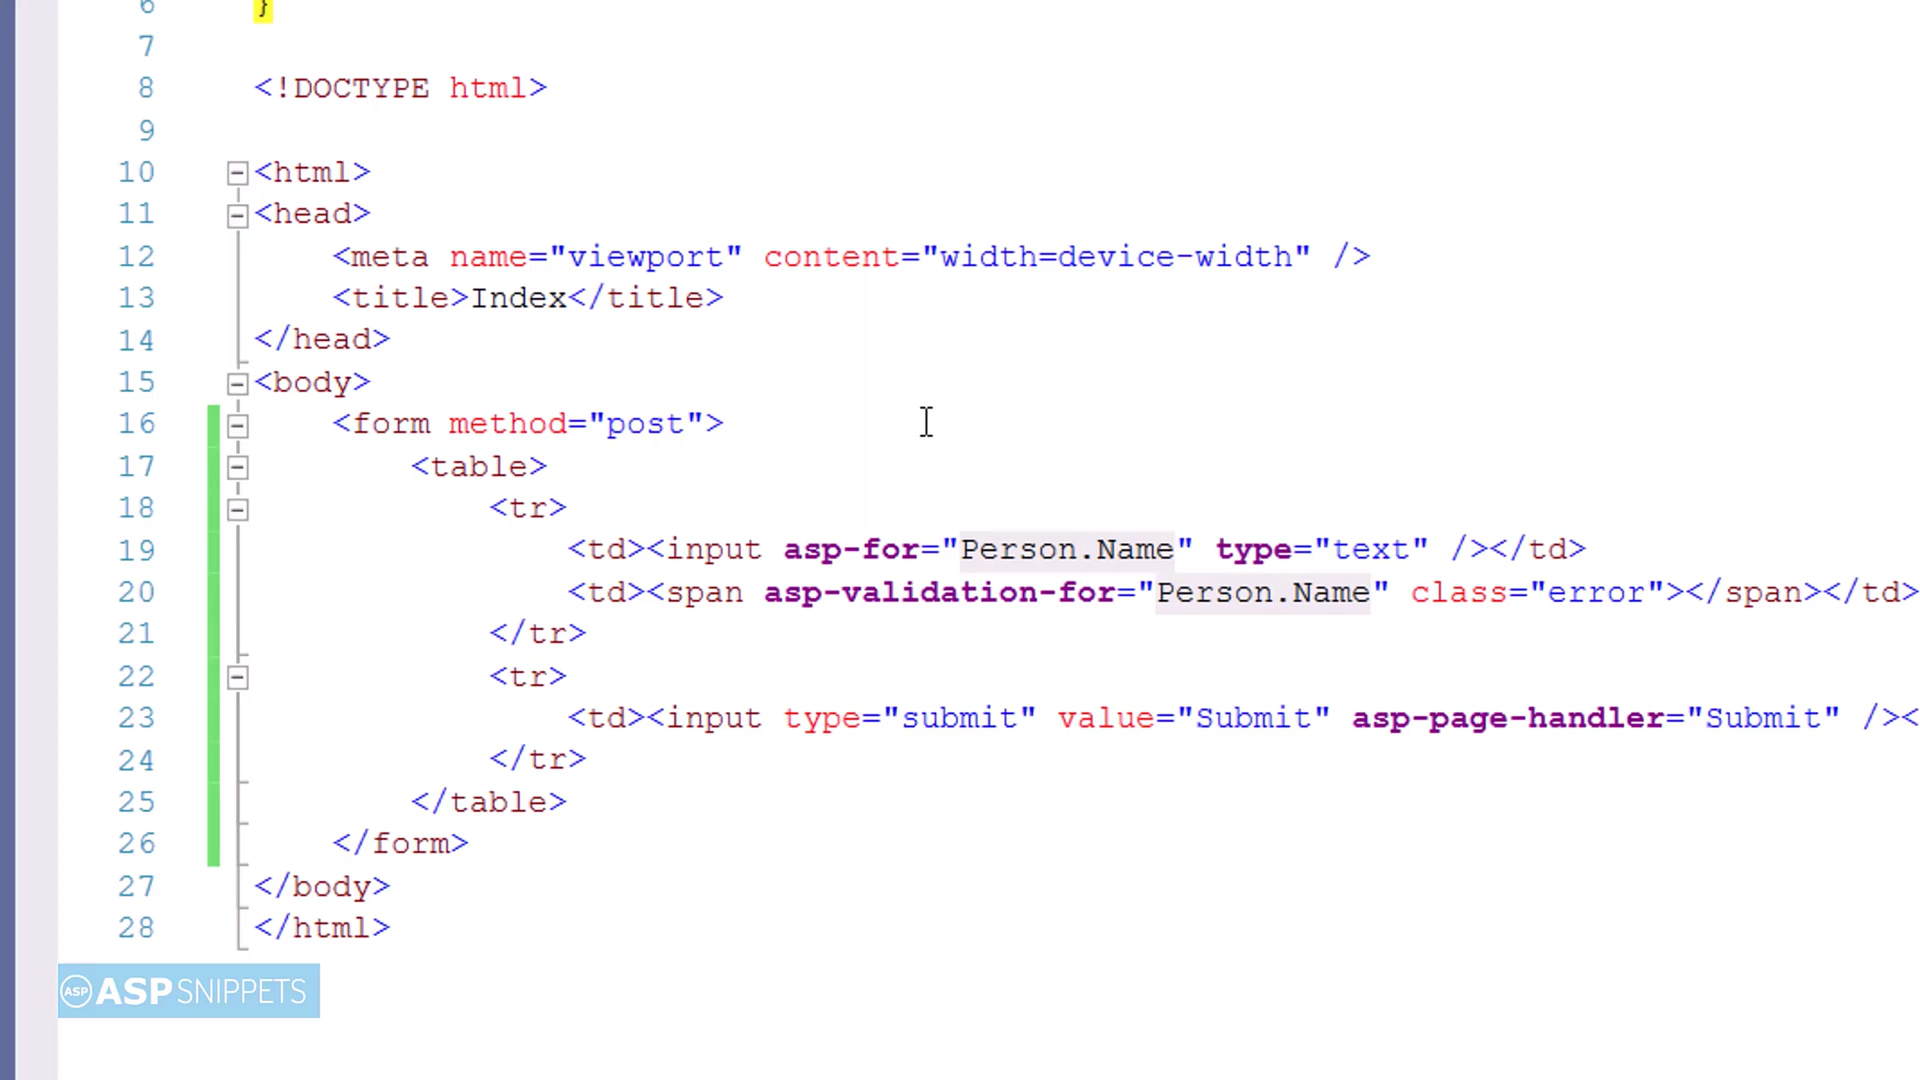 6 }
7
8 <!DOCTYPE html>
9
10 <html>
11 <head>
12 <meta name="viewport" content="width=device-width" />
13 <title>Index</title>
14 </head>
15 <body>
16 <form method="post">
17 <table>
18 <tr>
19 <td><input asp-for="Person.Name" type="text" /></td>
20 <td><span asp-validation-for="Person.Name" class="error"></span></td>
21 </tr>
22 <tr>
23 <td><input type="submit" value="Submit" asp-page-handler="Submit" /><
24 </tr>
25 </table>
26 </form>
27 </body>
28 </html>
ASP ASPSNIPPETS